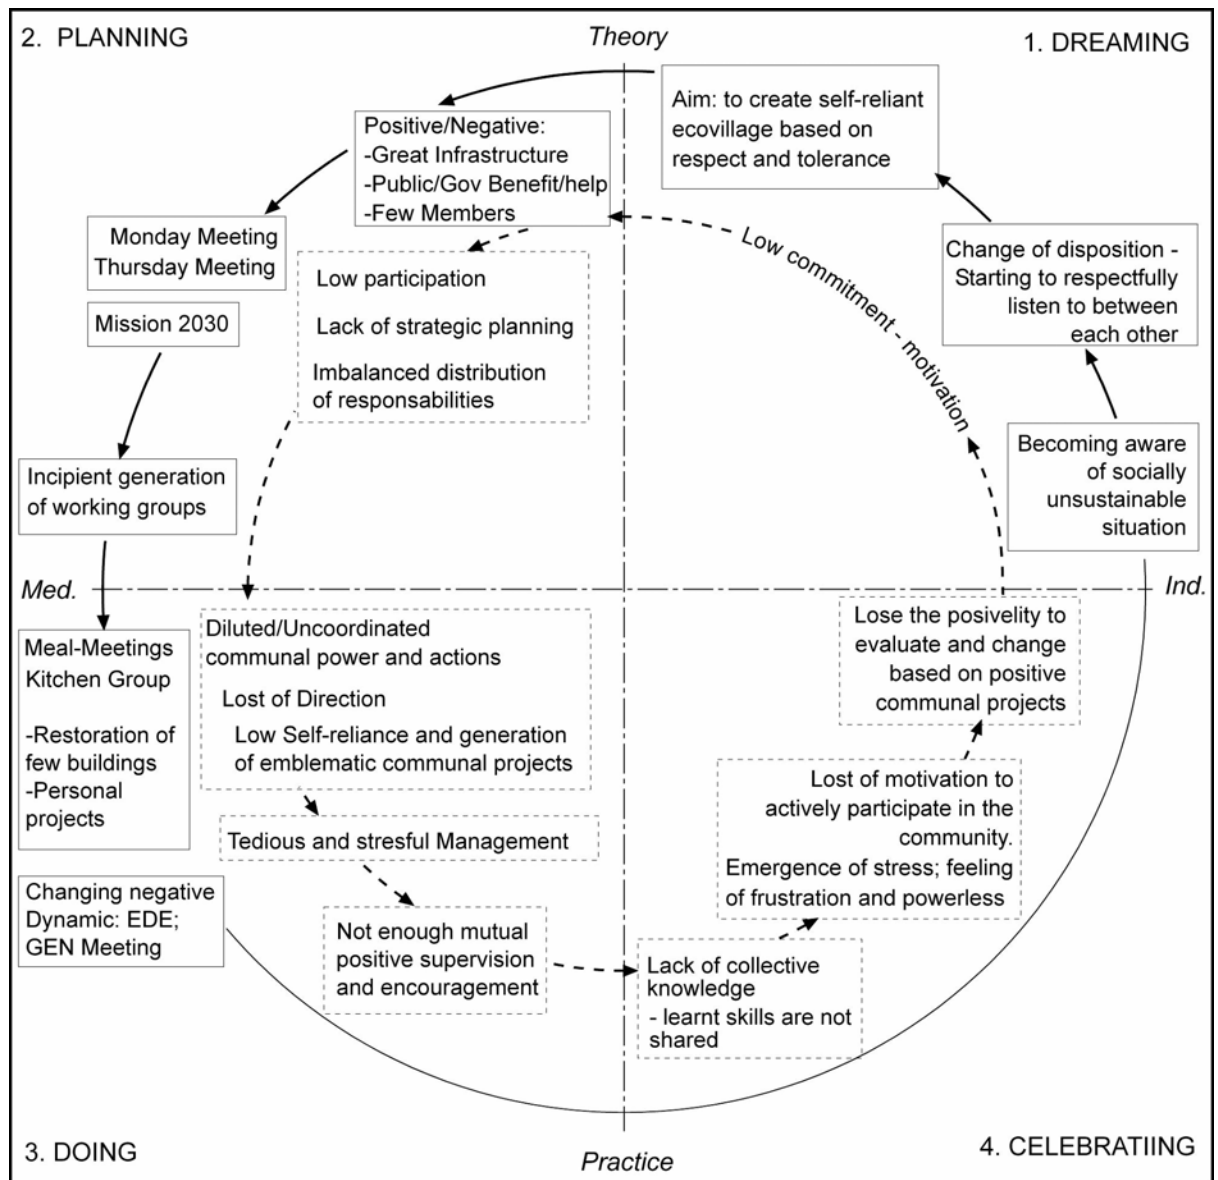 2. PLANNING
Theory
1. DREAMING
Aim: to create self-reliant
ecovillage based on
respect and tolerance
Positive/Negative:
-Great Infrastructure
-Public/Gov Benefit/help
-Few Members
Monday Meeting
Thursday Meeting
Mission 2030
Low participation
Lack of strategic planning
Imbalanced distribution
of responsabilities
Low commitment - motivation
Change of disposition -
Starting to respectfully
listen to between
each other
Becoming aware
of socially
unsustainable
situation
Incipient generation
of working groups
Med.
Ind.
Meal-Meetings
Kitchen Group
-Restoration of
few buildings
-Personal
projects
Diluted/Uncoordinated
communal power and actions
Lost of Direction
Low Self-reliance and generation
of emblematic communal projects
Tedious and stresful Management
Lose the posivelity to
evaluate and change
based on positive
communal projects
Lost of motivation to
actively participate in the
community.
Emergence of stress; feeling
of frustration and powerless
Changing negative
Dynamic: EDE;
GEN Meeting
Not enough mutual
positive supervision
and encouragement
Lack of collective
knowledge
- learnt skills are not
shared
3. DOING
Practice
4. CELEBRATIING